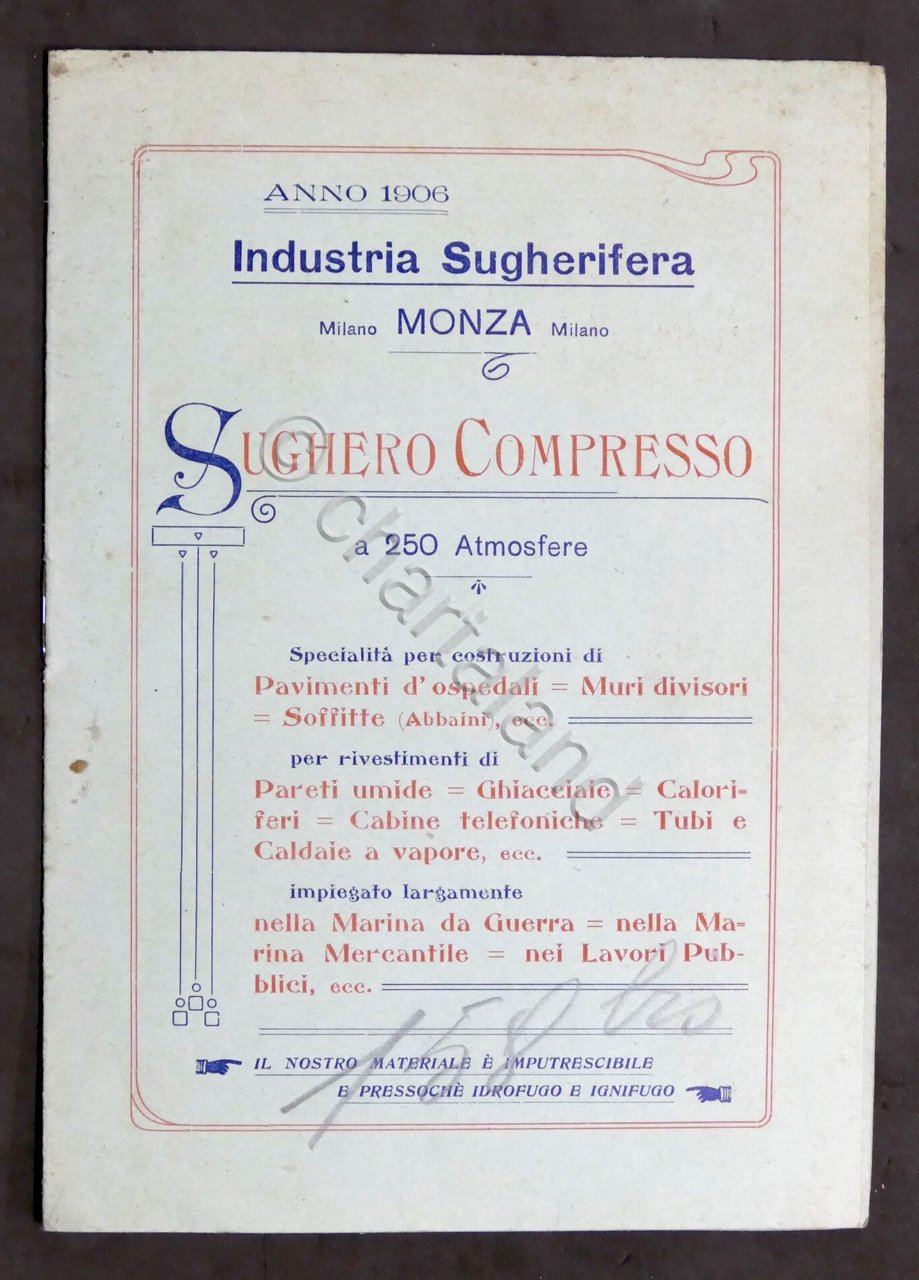 ANNO 1906
Industria Sugherifera
Milano MONZA Milano
SUGHERO COMPRESSO
a 250 Atmosfere
Specialità per costruzioni di
Pavimenti d'ospedali = Muri divisori
= Soffitte (Abbaini), ecc.
per rivestimenti di
Pareti umide = Ghiacciaie = Calori=
feri = Cabine telefoniche = Tubi e
Caldaie a vapore, ecc.
impiegato largamente
nella Marina da Guerra = nella Ma=
rina Mercantile = nei Lavori Pub=
blici, ecc.
158 bis
IL NOSTRO MATERIALE È IMPUTRESCIBILE
E PRESSOCHÈ IDROFUGO E IGNIFUGO
© chartaland